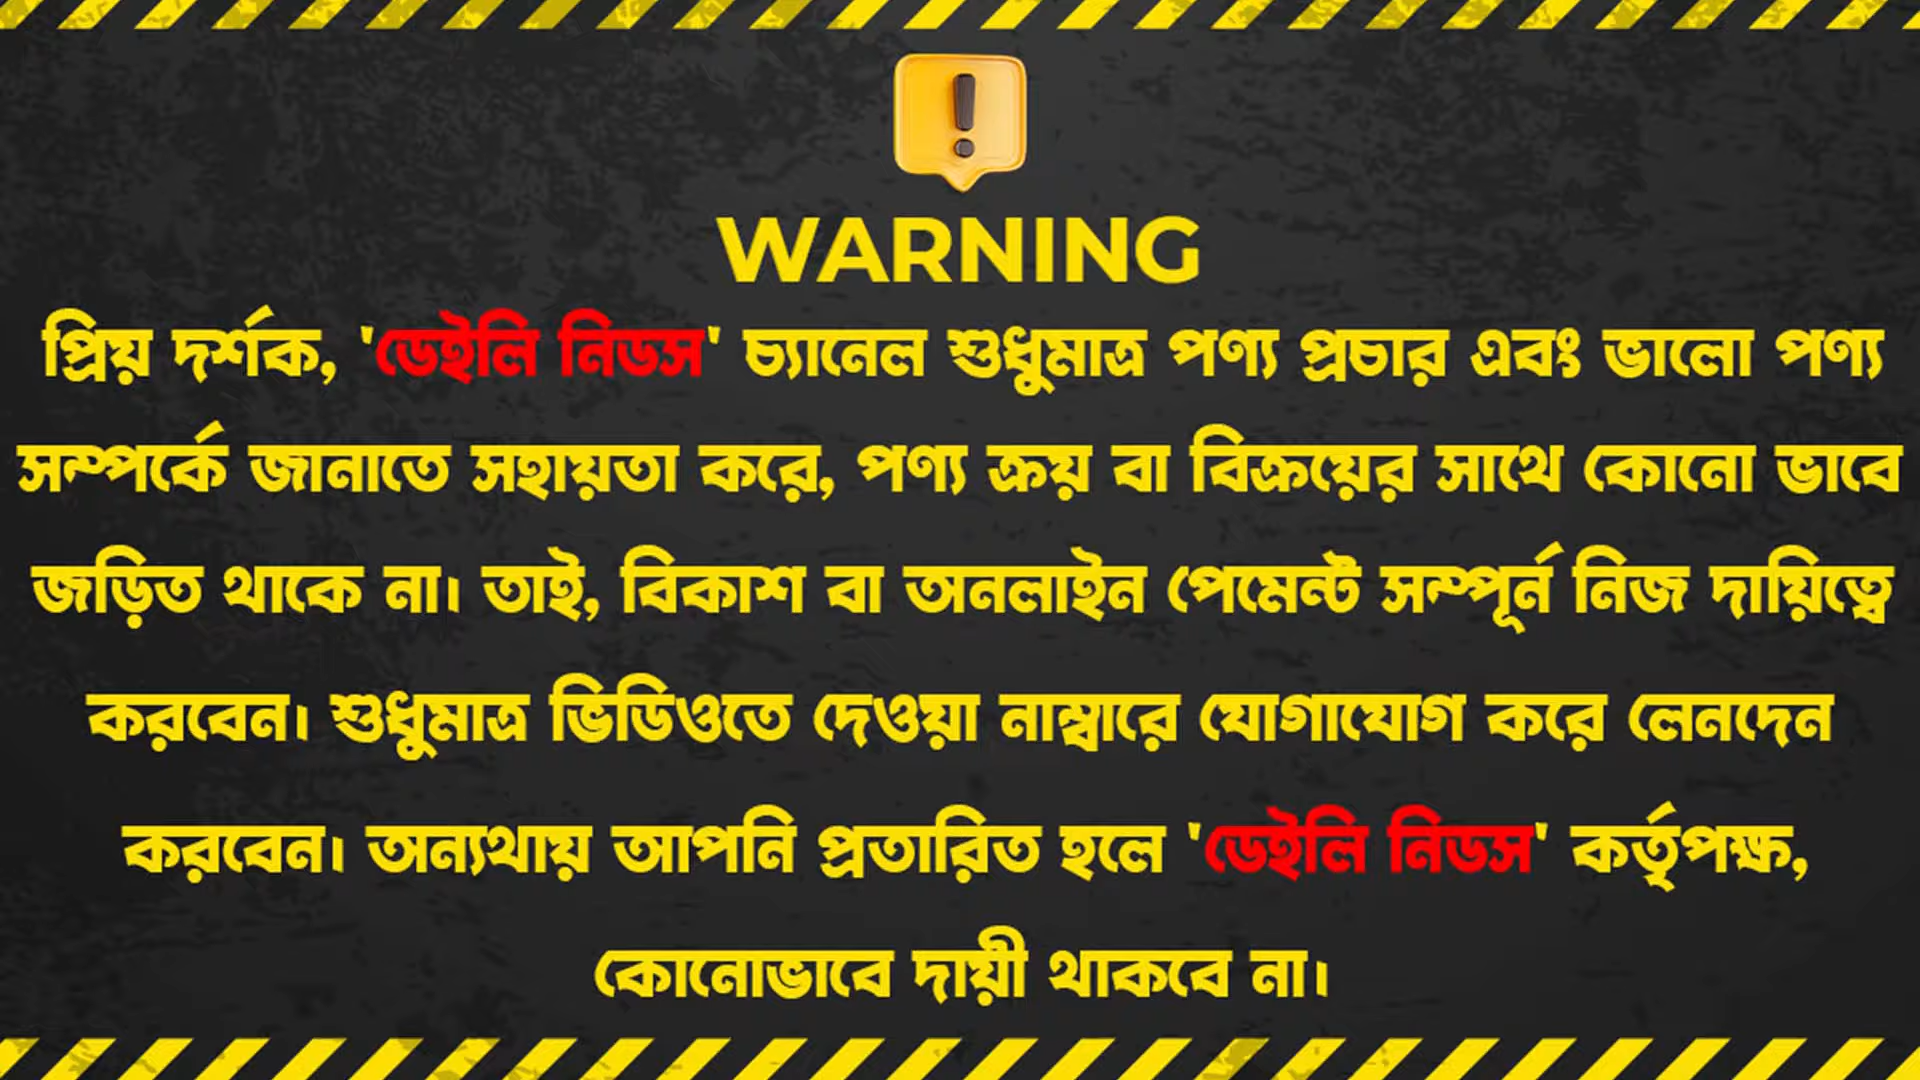 WARNING
প্রিয় দর্শক, 'ডেইলি নিডস' চ্যানেল শুধুমাত্র পণ্য প্রচার এবং ভালো পণ্য
সম্পর্কে জানাতে সহায়তা করে, পণ্য ক্রয় বা বিক্রয়ের সাথে কোনো ভাবে
জড়িত থাকে না। তাই, বিকাশ বা অনলাইন পেমেন্ট সম্পূর্ন নিজ দায়িত্বে
করবেন। শুধুমাত্র ভিডিওতে দেওয়া নাম্বারে যোগাযোগ করে লেনদেন
করবেন। অন্যথায় আপনি প্রতারিত হলে 'ডেইলি নিডস' কর্তৃপক্ষ,
কোনোভাবে দায়ী থাকবে না।